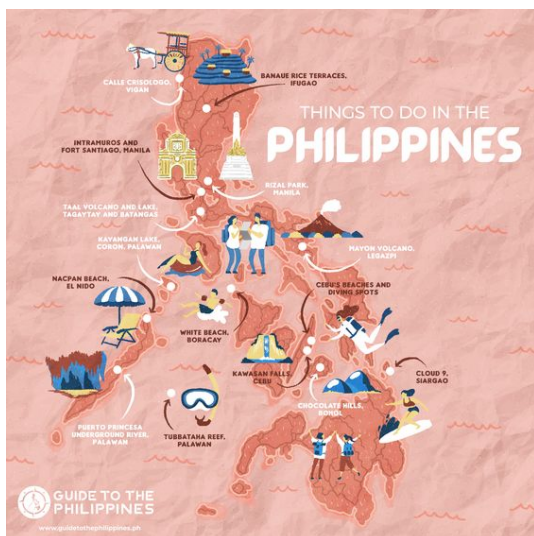 THINGS TO DO IN THE
PHILIPPINES
CALLE CRISOLOGO,
VIGAN
BANAUE RICE TERRACES,
IFUGAO
INTRAMUROS AND
FORT SANTIAGO, MANILA
RIZAL PARK,
MANILA
TAAL VOLCANO AND LAKE,
TAGAYTAY AND BATANGAS
KAYANGAN LAKE,
CORON, PALAWAN
MAYON VOLCANO,
LEGAZPI
NACPAN BEACH,
EL NIDO
CEBU'S BEACHES AND
DIVING SPOTS
WHITE BEACH,
BORACAY
KAWASAN FALLS,
CEBU
CLOUD 9,
SIARGAO
CHOCOLATE HILLS,
BOHOL
PUERTO PRINCESA
UNDERGROUND RIVER,
PALAWAN
TUBBATAHA REEF,
PALAWAN
GUIDE TO THE
PHILIPPINES
www.guidetothephilippines.ph